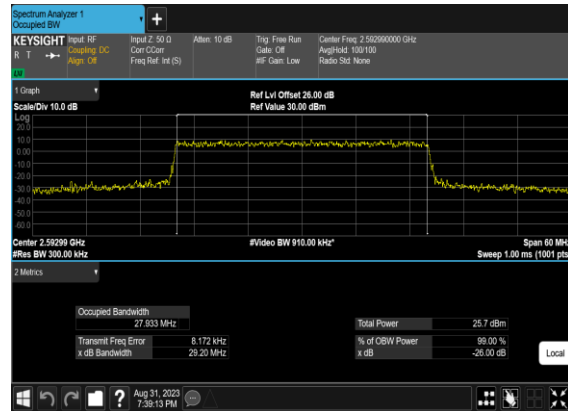 Spectrum Analyzer 1
Occupied BW
+
KEYSIGHT
R T
LW
Input: RF
Coupling: DC
Align: Off
Input Z: 50 Ω
Corr CCorr
Freq Ref: Int (S)
Atten: 10 dB
Trig: Free Run
Gate: Off
#IF Gain: Low
Center Freq: 2.592990000 GHz
Avg|Hold: 100/100
Radio Std: None
1 Graph
Scale/Div 10.0 dB
Ref Lvl Offset 26.00 dB
Ref Value 30.00 dBm
Log
20.0
10.0
0.00
-10.0
-20.0
-30.0
-40.0
-50.0
-60.0
Center 2.59299 GHz
#Res BW 300.00 kHz
#Video BW 910.00 kHz*
Span 60 MHz
Sweep 1.00 ms (1001 pts
2 Metrics
Occupied Bandwidth
27.933 MHz
Transmit Freq Error 8.172 kHz
x dB Bandwidth 29.20 MHz
Total Power 25.7 dBm
% of OBW Power 99.00 %
x dB -26.00 dB
Local
?
Aug 31, 2023
7:39:13 PM